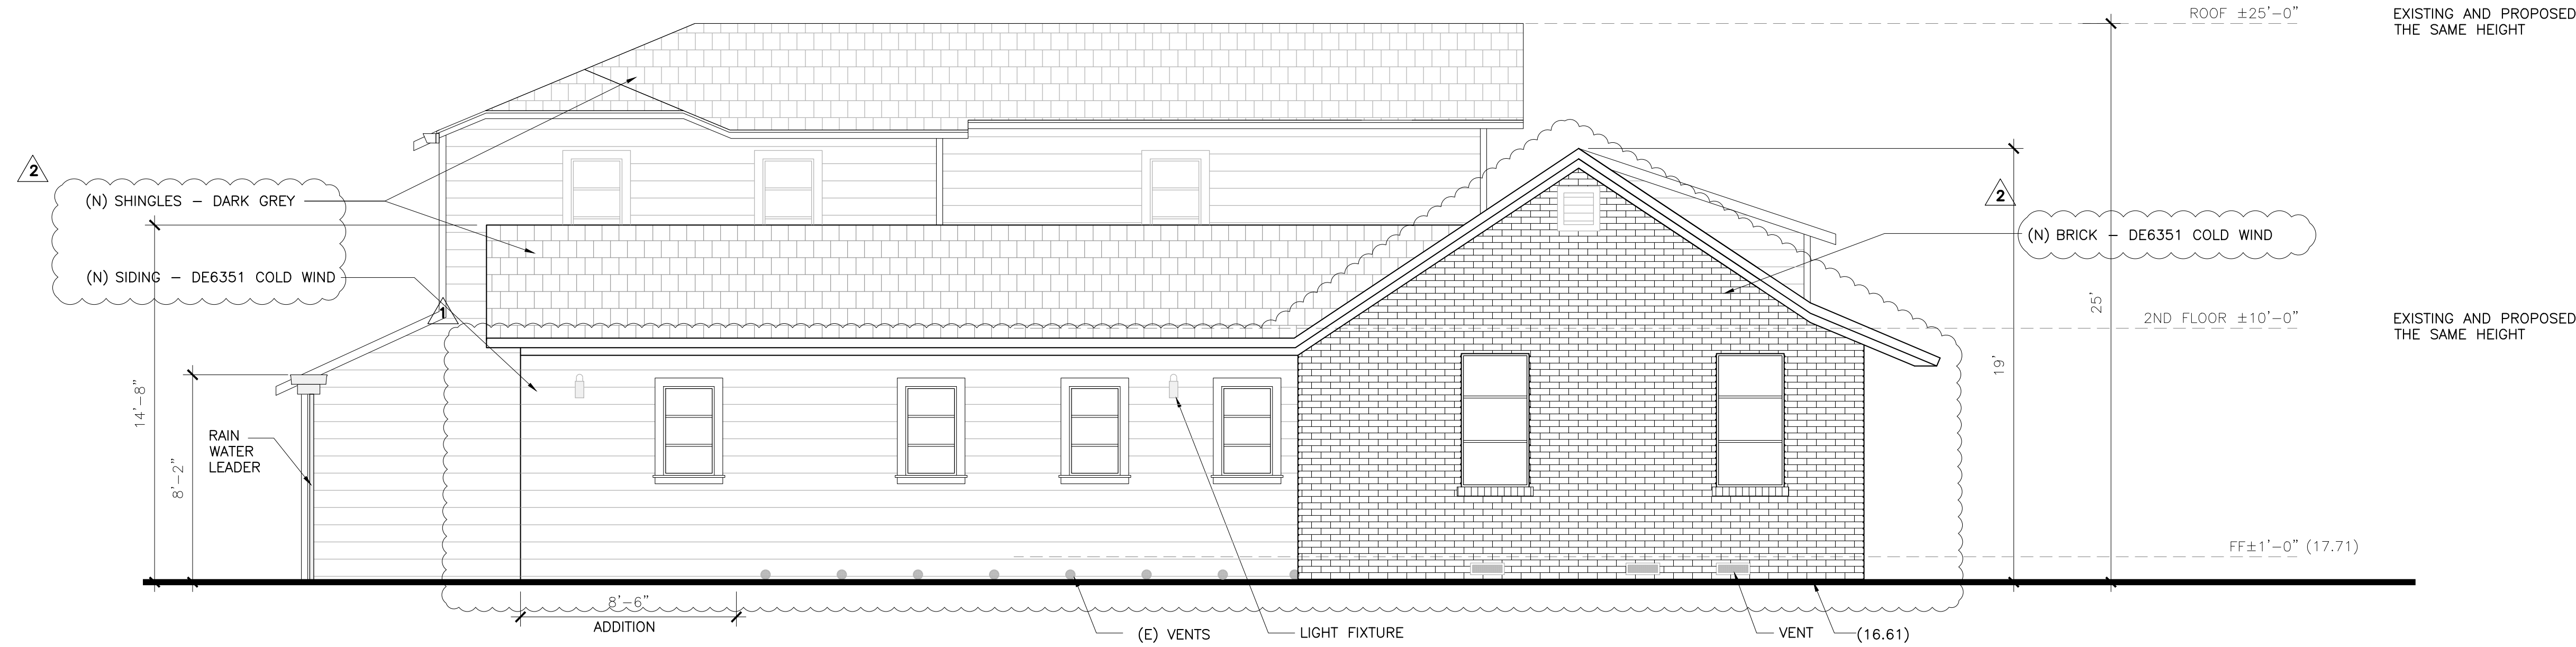 ROOF ±25'-0"
EXISTING AND PROPOSED
THE SAME HEIGHT
2
(N) SHINGLES - DARK GREY
2
(N) BRICK - DE6351 COLD WIND
(N) SIDING - DE6351 COLD WIND
1
25'
2ND FLOOR ±10'-0"
EXISTING AND PROPOSED
THE SAME HEIGHT
19'
14'-8"
8'-2"
RAIN
WATER
LEADER
FF±1'-0" (17.71)
8'-6"
ADDITION
(E) VENTS
LIGHT FIXTURE
VENT
(16.61)